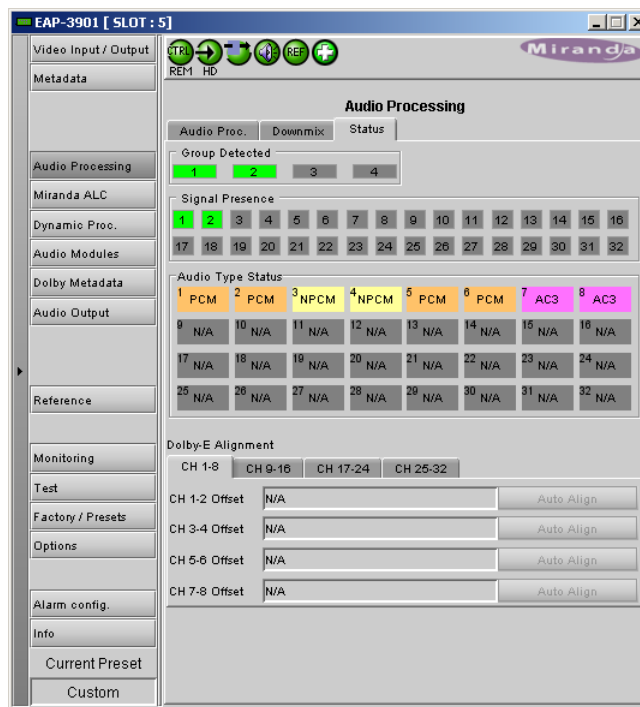 EAP-3901 [ SLOT : 5]
Video Input / Output
Metadata
Audio Processing
Miranda ALC
Dynamic Proc.
Audio Modules
Dolby Metadata
Audio Output
Reference
Monitoring
Test
Factory / Presets
Options
Alarm config.
Info
Current Preset
Custom
CTRL REF
REM HD
Miranda
Audio Processing
Audio Proc. Downmix Status
Group Detected
1 2 3 4
Signal Presence
1 2 3 4 5 6 7 8 9 10 11 12 13 14 15 16
17 18 19 20 21 22 23 24 25 26 27 28 29 30 31 32
Audio Type Status
1 PCM 2 PCM 3 NPCM 4 NPCM 5 PCM 6 PCM 7 AC3 8 AC3
9 N/A 10 N/A 11 N/A 12 N/A 13 N/A 14 N/A 15 N/A 16 N/A
17 N/A 18 N/A 19 N/A 20 N/A 21 N/A 22 N/A 23 N/A 24 N/A
25 N/A 26 N/A 27 N/A 28 N/A 29 N/A 30 N/A 31 N/A 32 N/A
Dolby-E Alignment
CH 1-8 CH 9-16 CH 17-24 CH 25-32
CH 1-2 Offset N/A Auto Align
CH 3-4 Offset N/A Auto Align
CH 5-6 Offset N/A Auto Align
CH 7-8 Offset N/A Auto Align